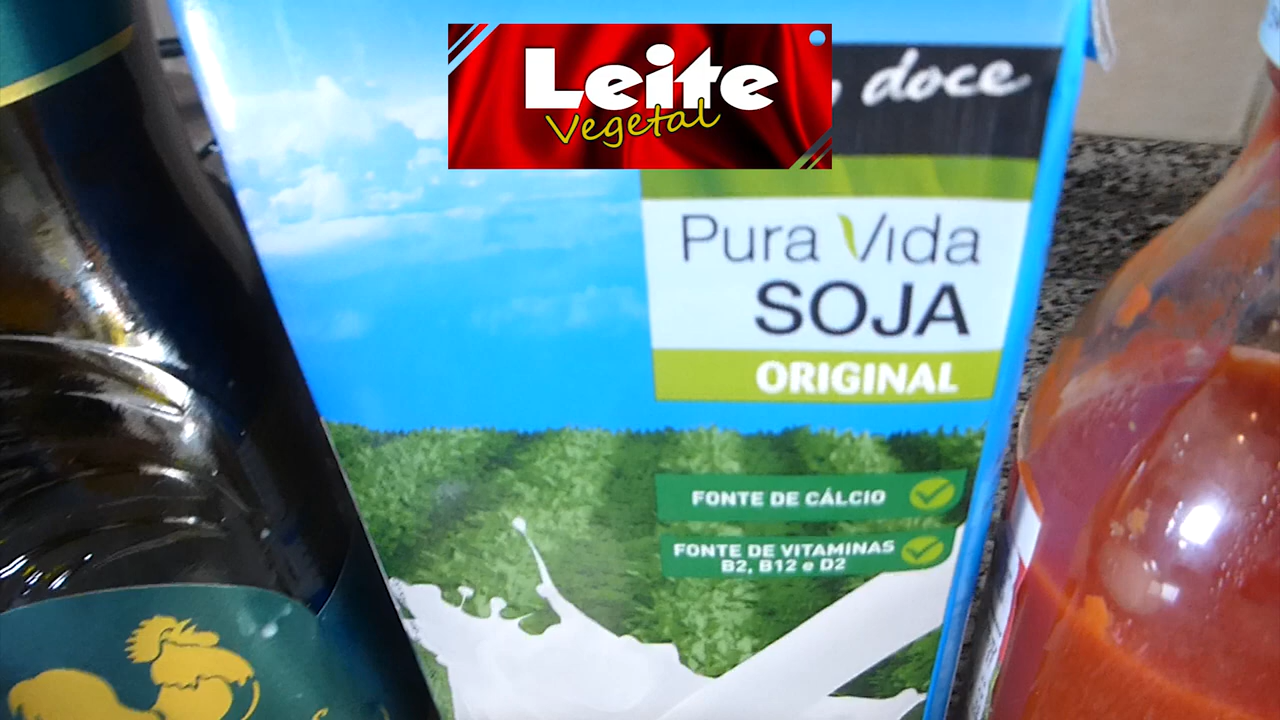 Leite
Vegetal
doce
Pura Vida
SOJA
ORIGINAL
FONTE DE CÁLCIO
FONTE DE VITAMINAS
B2, B12 e D2